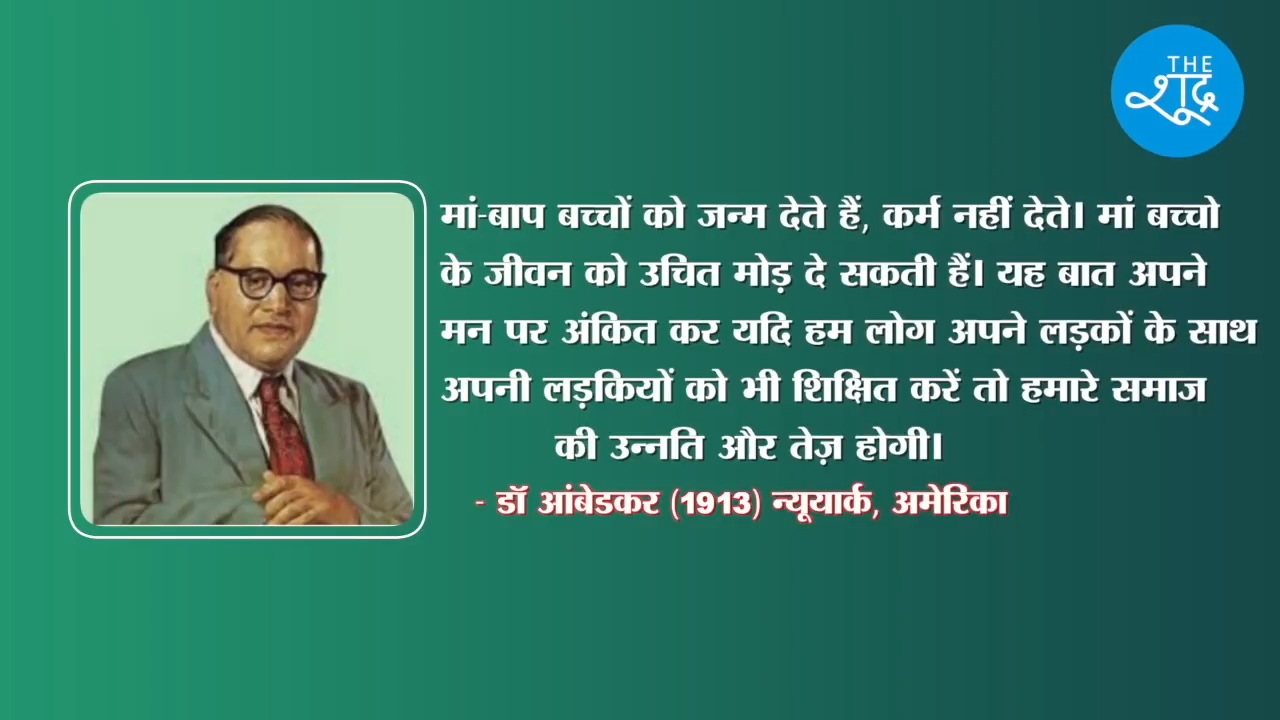 THE
शूद्र
मां-बाप बच्चों को जन्म देते हैं, कर्म नहीं देते। मां बच्चो
के जीवन को उचित मोड़ दे सकती हैं। यह बात अपने
मन पर अंकित कर यदि हम लोग अपने लड़कों के साथ
अपनी लड़कियों को भी शिक्षित करें तो हमारे समाज
की उन्नति और तेज़ होगी।
- डॉ आंबेडकर (1913) न्यूयार्क, अमेरिका